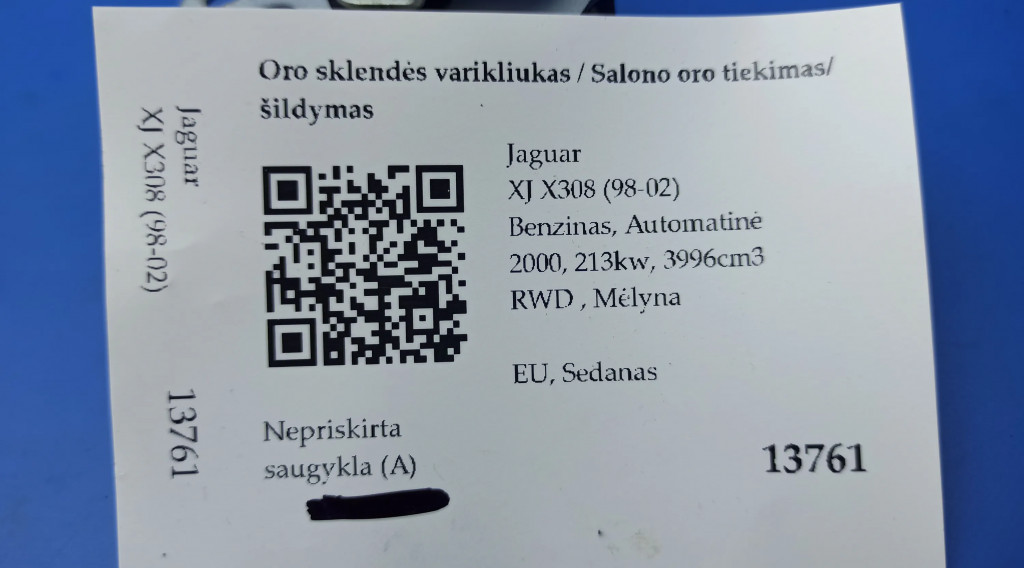 Oro sklendės varikliukas / Salono oro tiekimas/
šildymas
Jaguar
XJ X308 (98-02)
13761
Jaguar
XJ X308 (98-02)
Benzinas, Automatinė
2000, 213kw, 3996cm3
RWD , Mėlyna
EU, Sedanas
Nepriskirta
saugykla (A)
13761